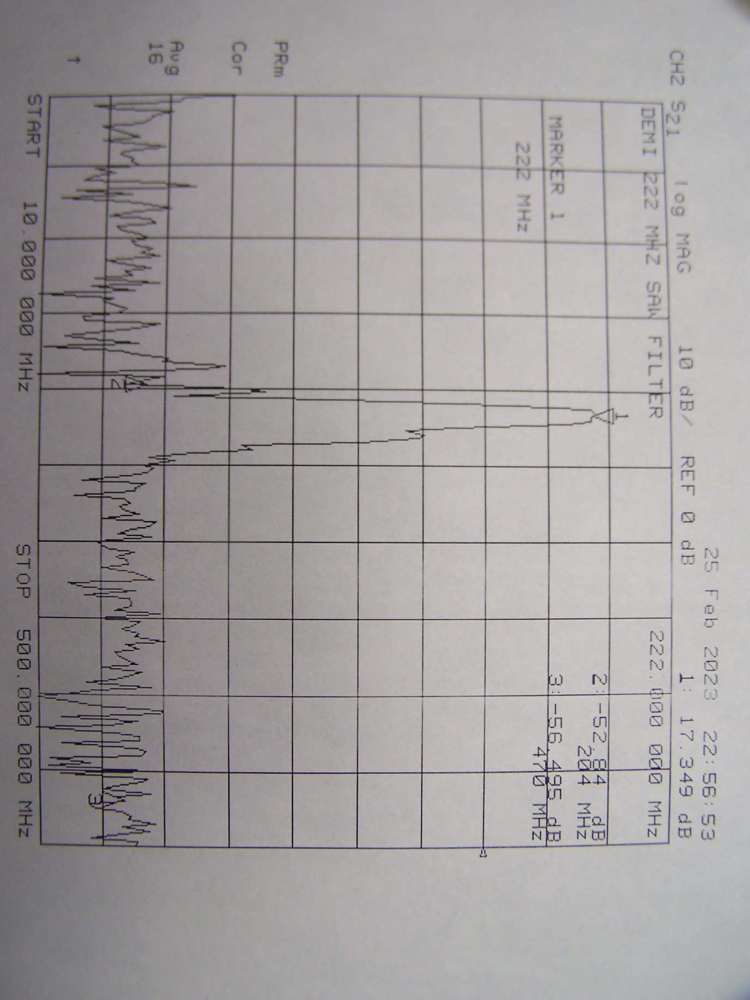 25 Feb 2023 22:56:53
CH2 S21 log MAG 10 dB/ REF 0 dB 1: 17.349 dB
DEMI 222 MHZ SAW FILTER 222.000 000 MHz
2: -52.84 dB
204 MHz
MARKER 1 3: -56.495 dB
222 MHz 470 MHz
PRm
Cor
Avg
16
↑
1
2
3
START 10.000 000 MHz STOP 500.000 000 MHz